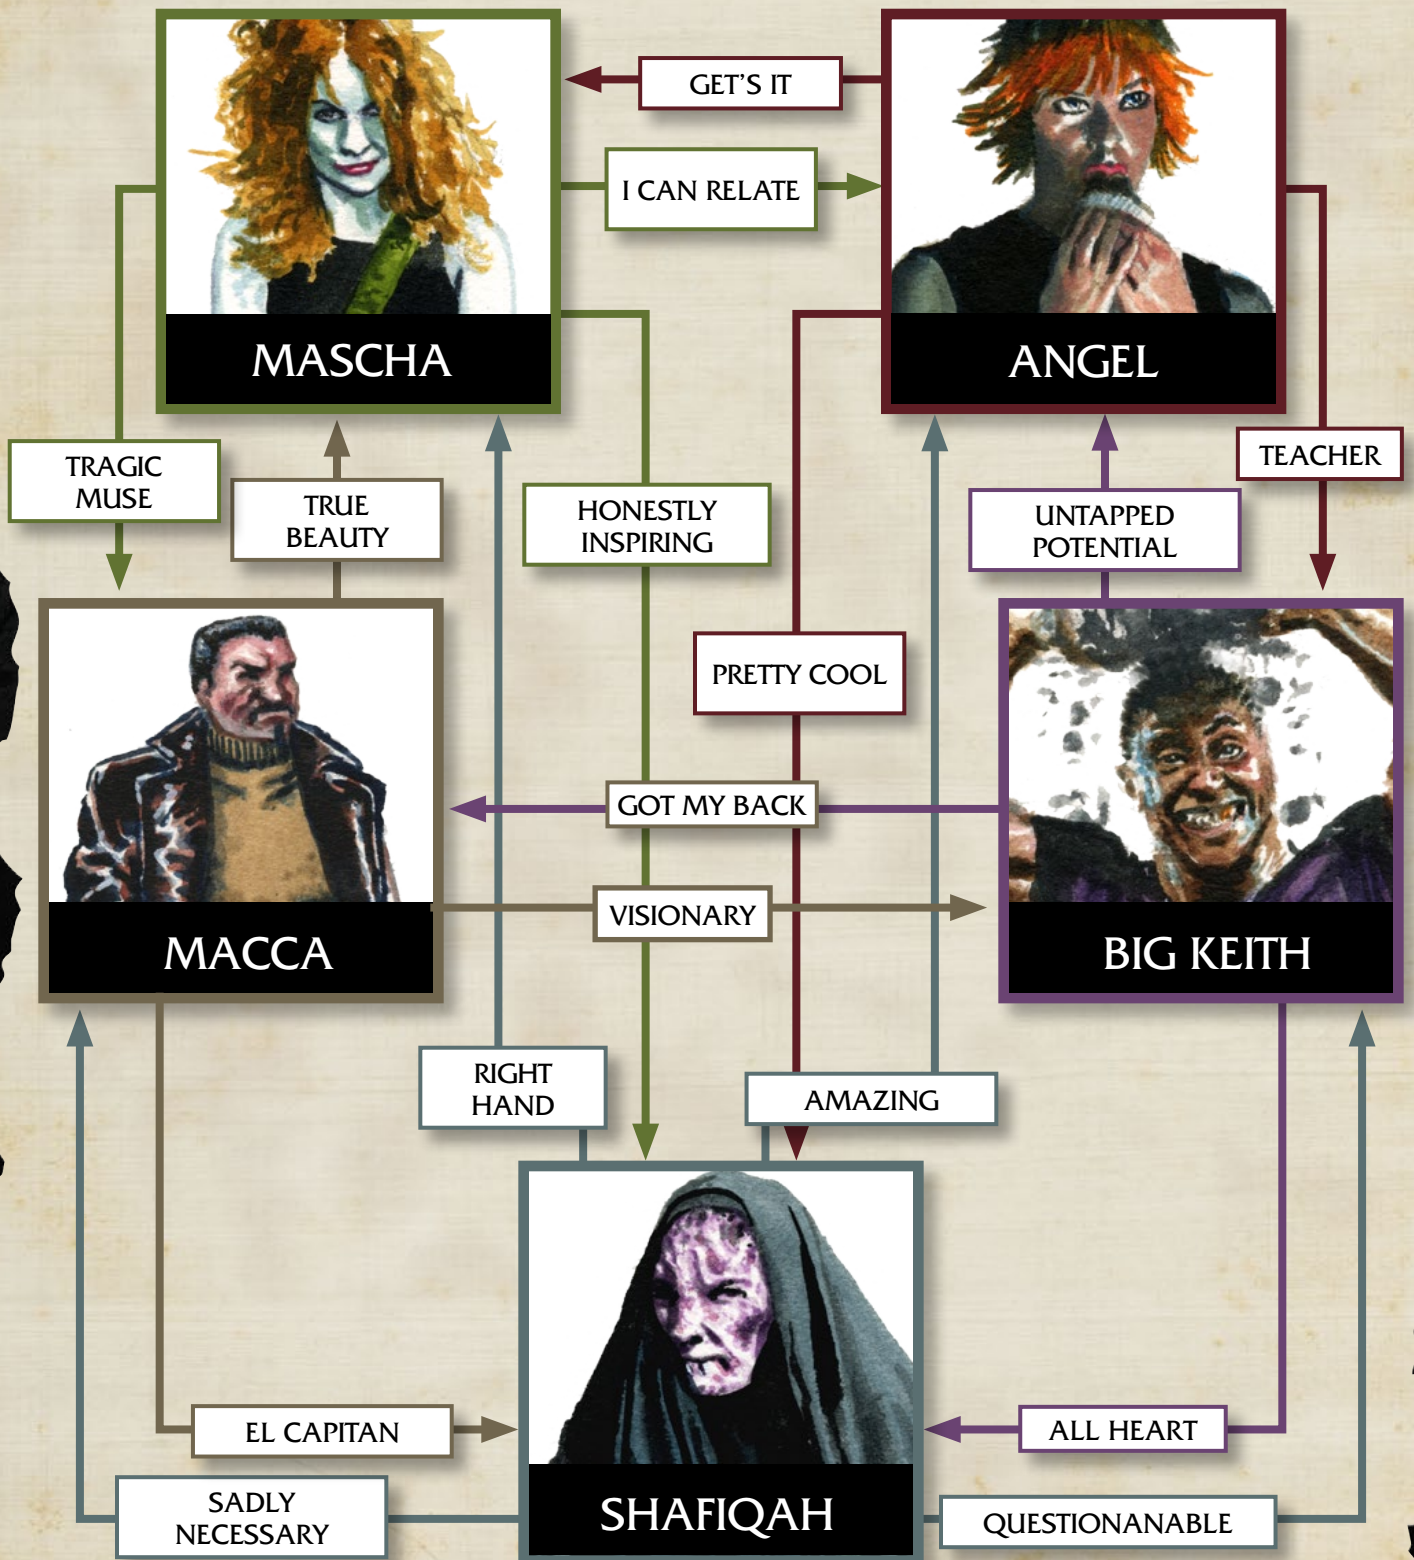 GET'S IT
I CAN RELATE
MASCHA
ANGEL
TRAGIC
MUSE
TRUE
BEAUTY
HONESTLY
INSPIRING
UNTAPPED
POTENTIAL
TEACHER
PRETTY COOL
GOT MY BACK
VISIONARY
MACCA
BIG KEITH
RIGHT
HAND
AMAZING
EL CAPITAN
ALL HEART
SADLY
NECESSARY
SHAFIQAH
QUESTIONANABLE